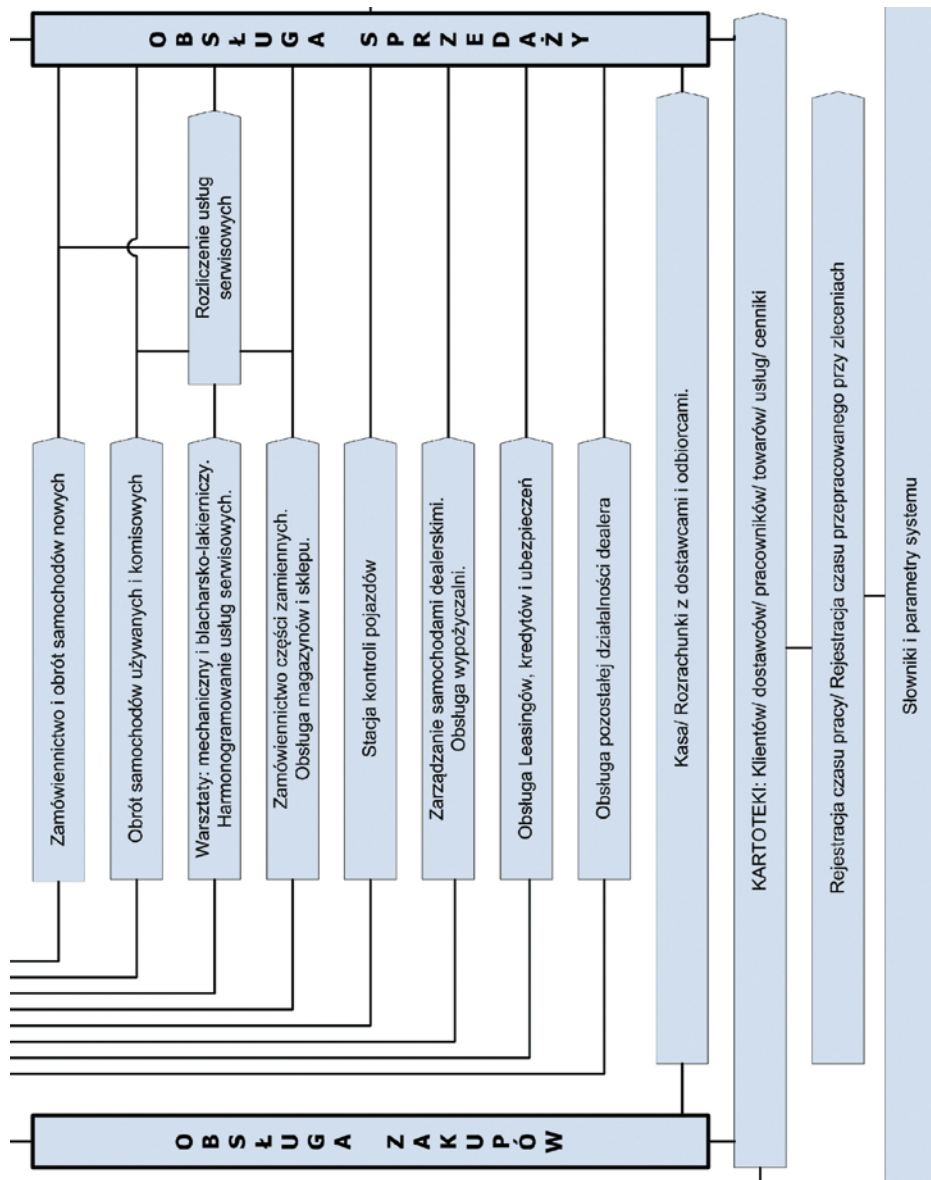 OBSŁUGA ZAKUPÓW
Zamówiennictwo i obrót samochodów nowych
Obrót samochodów używanych i komisowych
Warsztaty: mechaniczny i blacharsko-lakierniczy.
Harmonogramowanie usług serwisowych.
Zamówiennictwo części zamiennych.
Obsługa magazynów i sklepu.
Stacja kontroli pojazdów
Zarządzanie samochodami dealerskimi.
Obsługa wypożyczalni.
Obsługa Leasingów, kredytów i ubezpieczeń
Obsługa pozostałej działalności dealera
Rozliczenie usług
serwisowych
OBSŁUGA SPRZEDAŻY
Kasa/ Rozrachunki z dostawcami i odbiorcami.
KARTOTEKI: Klientów/ dostawców/ pracowników/ towarów/ usług/ cenniki
Rejestracja czasu pracy/ Rejestracja czasu przepracowanego przy zleceniach
Słowniki i parametry systemu